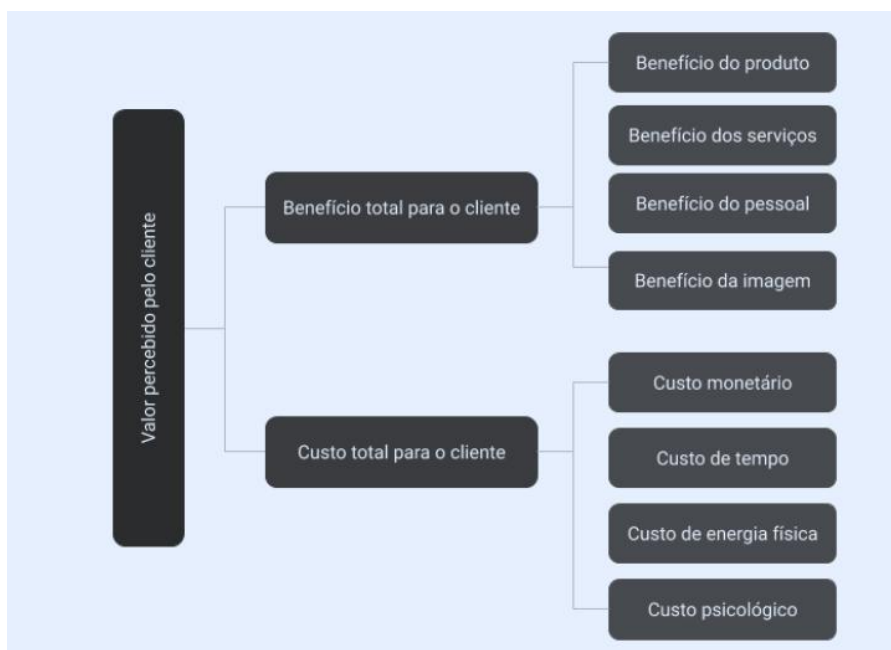 Valor percebido pelo cliente
Benefício total para o cliente
Benefício do produto
Benefício dos serviços
Benefício do pessoal
Benefício da imagem
Custo total para o cliente
Custo monetário
Custo de tempo
Custo de energia física
Custo psicológico